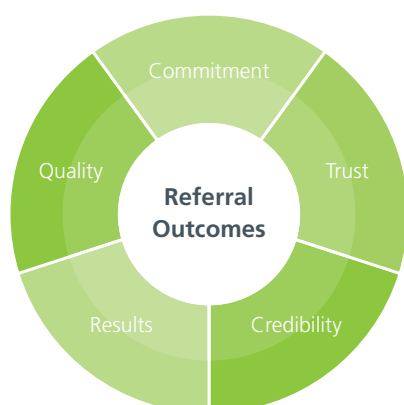 Commitment
Quality
Trust
Referral
Outcomes
Results
Credibility